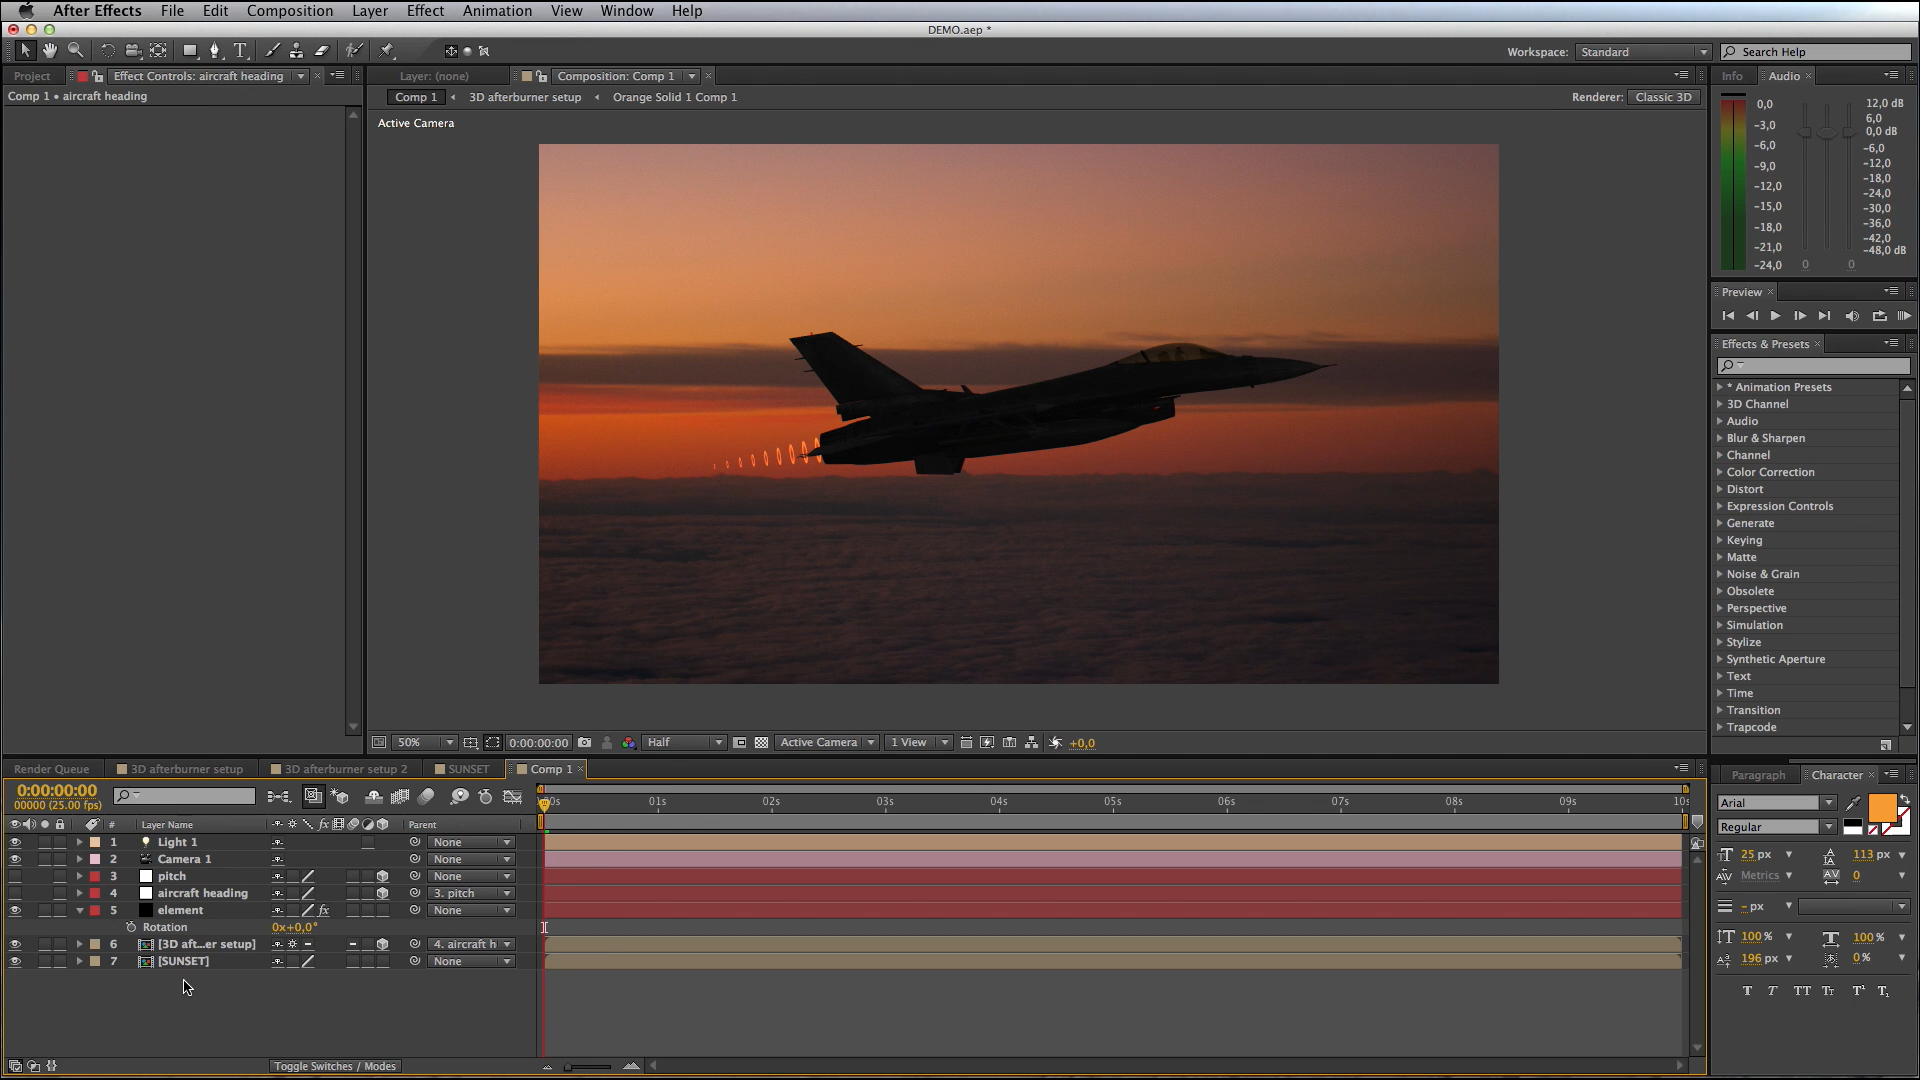 After Effects File Edit Composition Layer Effect Animation View Window Help
DEMO.aep *
Workspace: Standard Search Help
Project Effect Controls: aircraft heading Layer: (none) Composition: Comp 1 Info Audio
Comp 1 • aircraft heading
Comp 1 3D afterburner setup Orange Solid 1 Comp 1 Renderer: Classic 3D
Active Camera
0,0 12,0 dB
-3,0 6,0
-6,0 0,0 dB
-9,0 -6,0
-12,0 -12,0
-15,0 -18,0
-18,0 -24,0
-21,0 -30,0
-24,0 -36,0
-42,0
-48,0 dB
0 0
Preview
Effects & Presets
* Animation Presets
3D Channel
Audio
Blur & Sharpen
Channel
Color Correction
Distort
Expression Controls
Generate
Keying
Matte
Noise & Grain
Obsolete
Perspective
Simulation
Stylize
Synthetic Aperture
Text
Time
Transition
Trapcode
50% 0:00:00:00 Half Active Camera 1 View +0,0
Render Queue 3D afterburner setup 3D afterburner setup 2 SUNSET Comp 1
0:00:00:00
00000 (25.00 fps)
00s 01s 02s 03s 04s 05s 06s 07s 08s 09s 10s
# Layer Name fx Parent
1 Light 1 None
2 Camera 1 None
3 pitch None
4 aircraft heading 3. pitch
5 element fx None
Rotation 0x+0,0°
6 [3D aft...er setup] 4. aircraft h
7 [SUNSET] None
Toggle Switches / Modes
Paragraph Character
Arial
Regular
25 px 113 px
Metrics 0
- px
100 % 100 %
196 px 0 %
T T TT Tr T¹ T₁